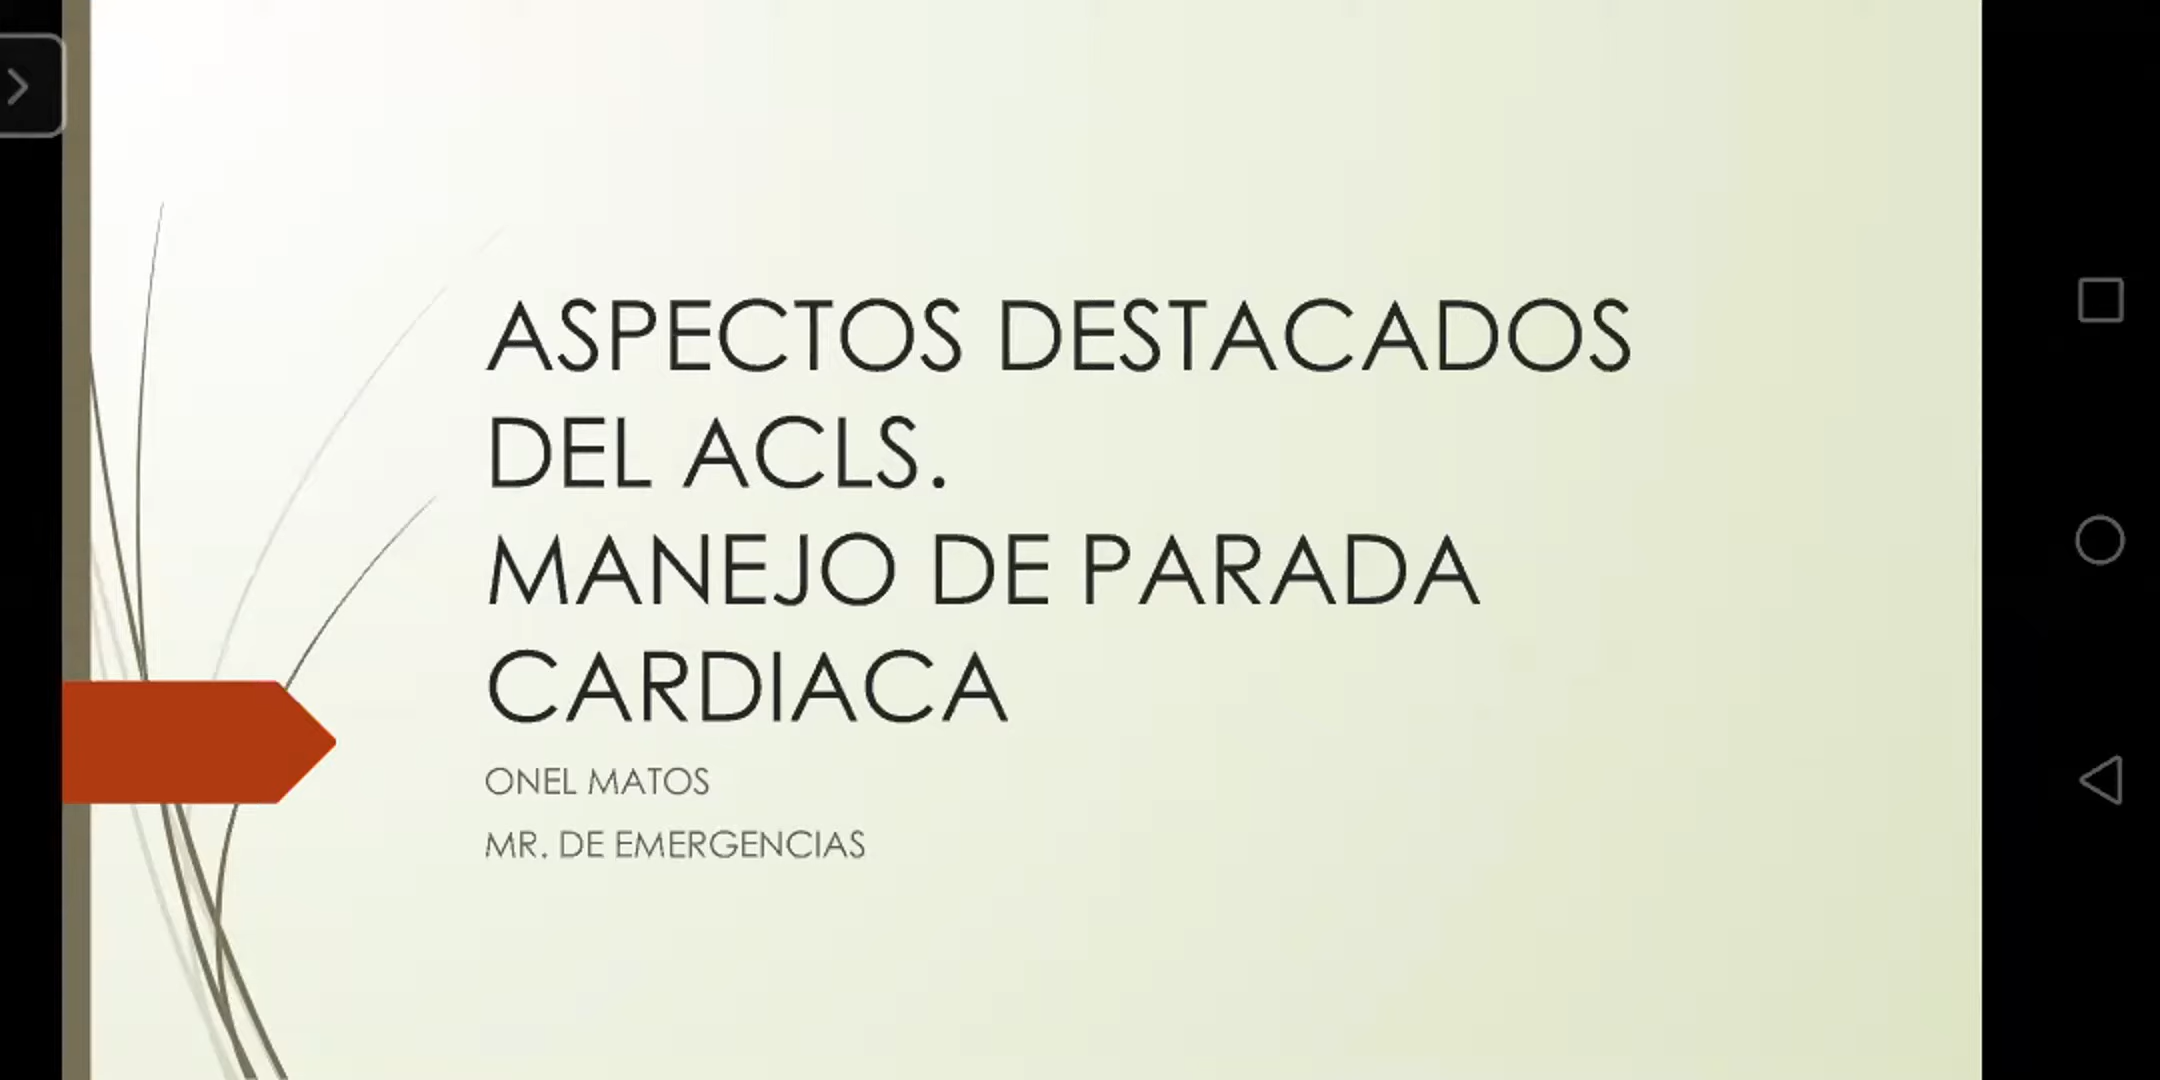 ASPECTOS DESTACADOS
DEL ACLS.
MANEJO DE PARADA
CARDIACA
ONEL MATOS
MR. DE EMERGENCIAS